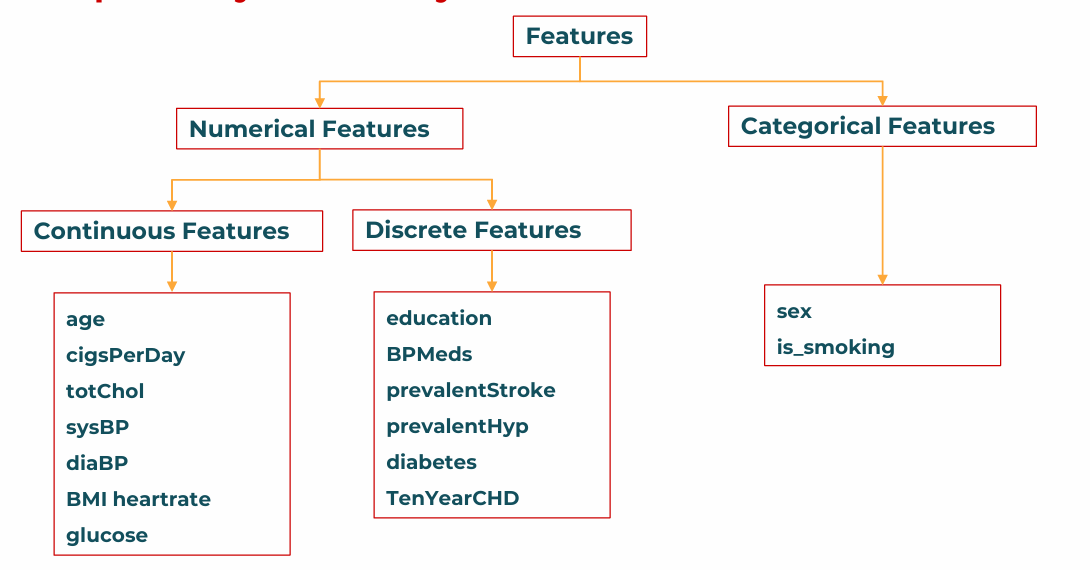 Features
Numerical Features
Categorical Features
Continuous Features
Discrete Features
age
cigsPerDay
totChol
sysBP
diaBP
BMI heartrate
glucose
education
BPMeds
prevalentStroke
prevalentHyp
diabetes
TenYearCHD
sex
is_smoking